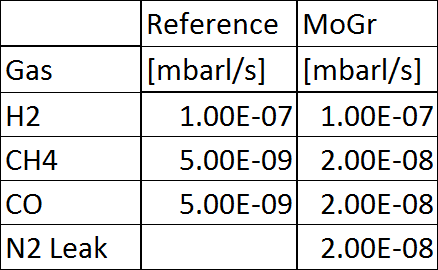 Reference MoGr
Gas [mbarl/s] [mbarl/s]
H2 1.00E-07 1.00E-07
CH4 5.00E-09 2.00E-08
CO 5.00E-09 2.00E-08
N2 Leak 2.00E-08